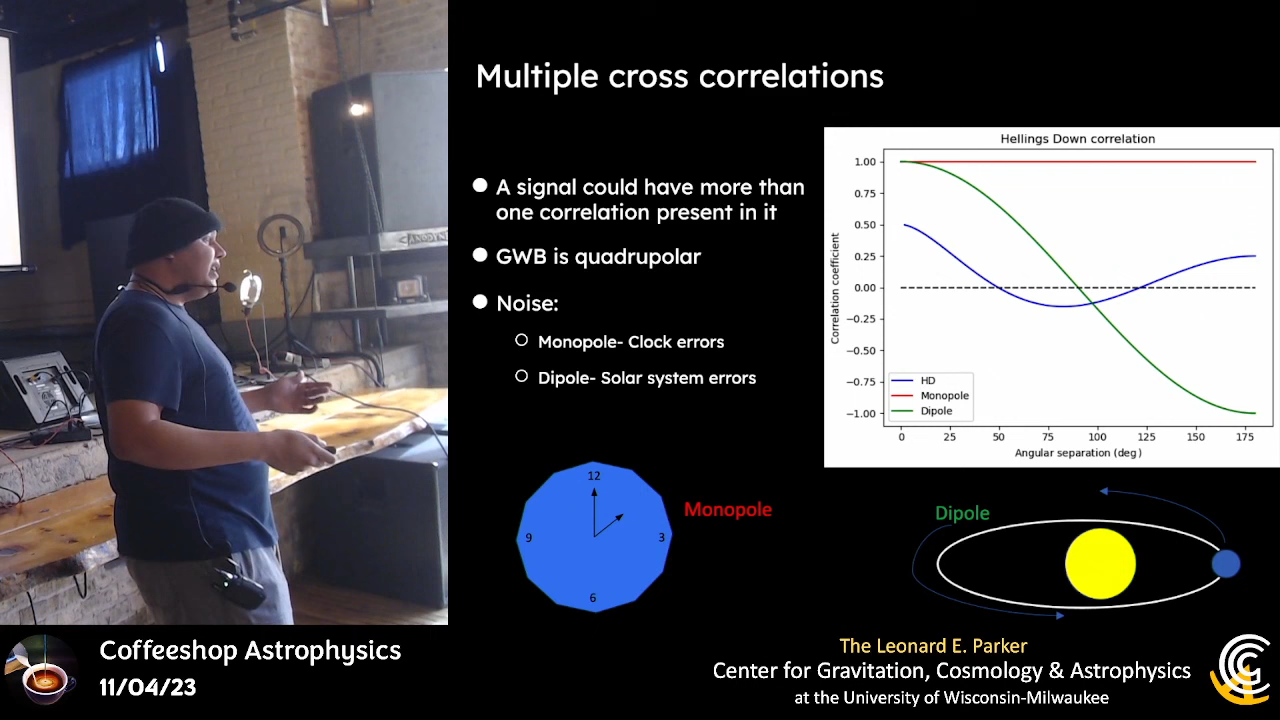 Multiple cross correlations
A signal could have more than
one correlation present in it
GWB is quadrupolar
Noise:
Monopole- Clock errors
Dipole- Solar system errors
Hellings Down correlation
Correlation coefficient
1.00
0.75
0.50
0.25
0.00
−0.25
−0.50
−0.75
−1.00
HD
Monopole
Dipole
0 25 50 75 100 125 150 175
Angular separation (deg)
12
9 3
6
Monopole
Dipole
Coffeeshop Astrophysics
11/04/23
The Leonard E. Parker
Center for Gravitation, Cosmology & Astrophysics
at the University of Wisconsin-Milwaukee